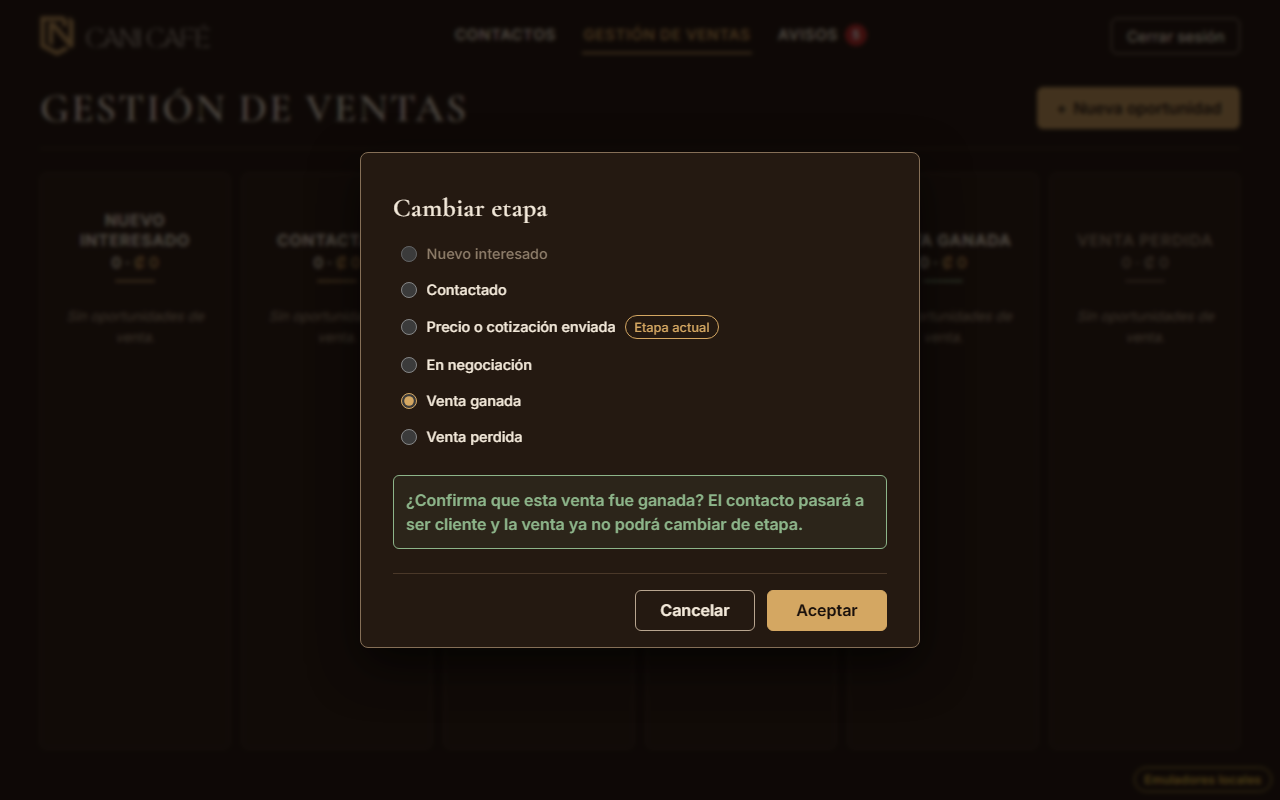 CANI CAFÉ
CONTACTOS
GESTIÓN DE VENTAS
AVISOS
Cerrar sesión
GESTIÓN DE VENTAS
+ Nueva oportunidad
NUEVO
INTERESADO
0 · ₡ 0
Sin oportunidades de
venta
VENTA PERDIDA
0 · ₡ 0
Sin oportunidades de
venta
Cambiar etapa
Nuevo interesado
Contactado
Precio o cotización enviada
Etapa actual
En negociación
Venta ganada
Venta perdida
¿Confirma que esta venta fue ganada? El contacto pasará a
ser cliente y la venta ya no podrá cambiar de etapa.
Cancelar
Aceptar
Emuladores locales